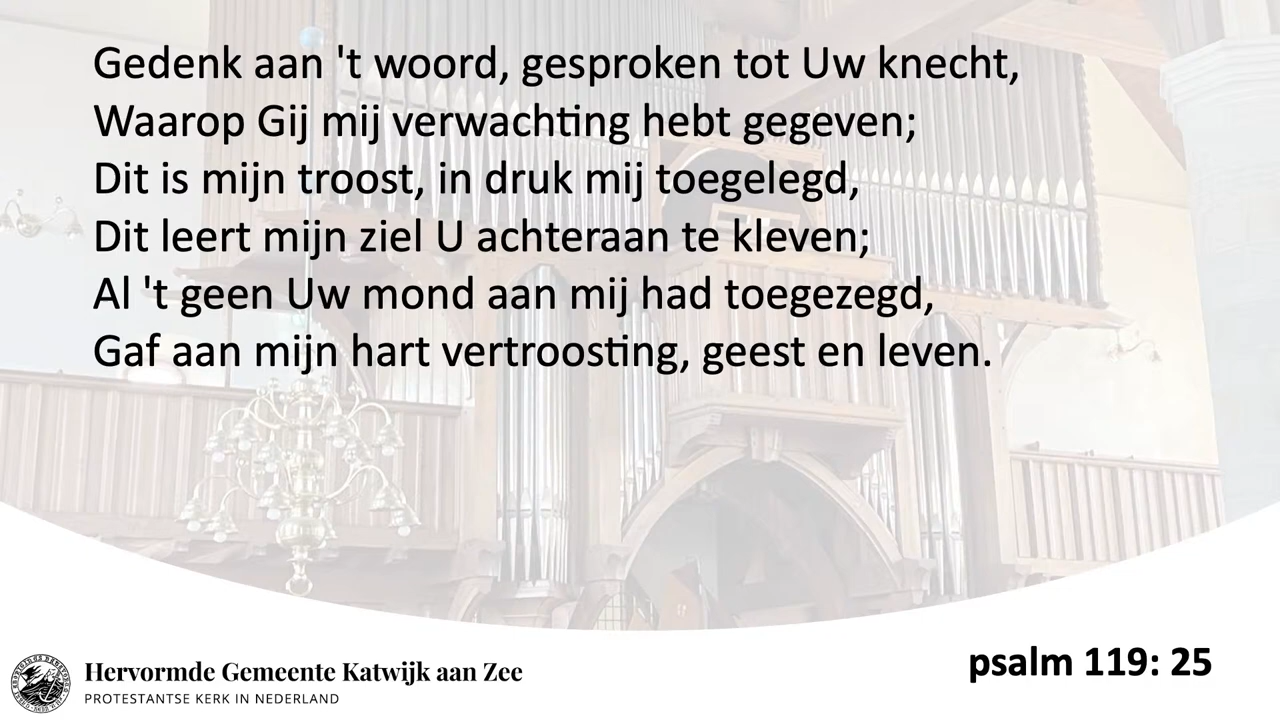 Gedenk aan 't woord, gesproken tot Uw knecht,
Waarop Gij mij verwachting hebt gegeven;
Dit is mijn troost, in druk mij toegelegd,
Dit leert mijn ziel U achteraan te kleven;
Al 't geen Uw mond aan mij had toegezegd,
Gaf aan mijn hart vertroosting, geest en leven.
psalm 119: 25
Hervormde Gemeente Katwijk aan Zee
PROTESTANTSE KERK IN NEDERLAND